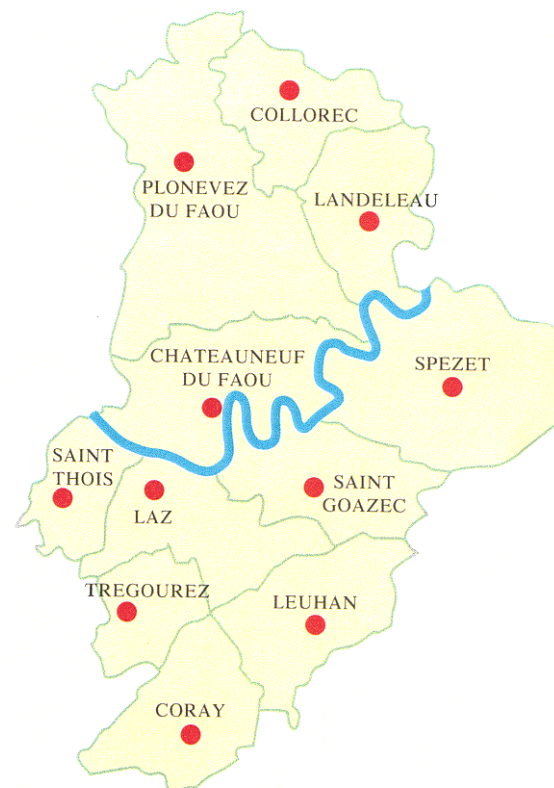 COLLOREC
PLONEVEZ
DU FAOU
LANDELEAU
CHATEAUNEUF
DU FAOU
SPEZET
SAINT
THOIS
LAZ
SAINT
GOAZEC
TREGOUREZ
LEUHAN
CORAY